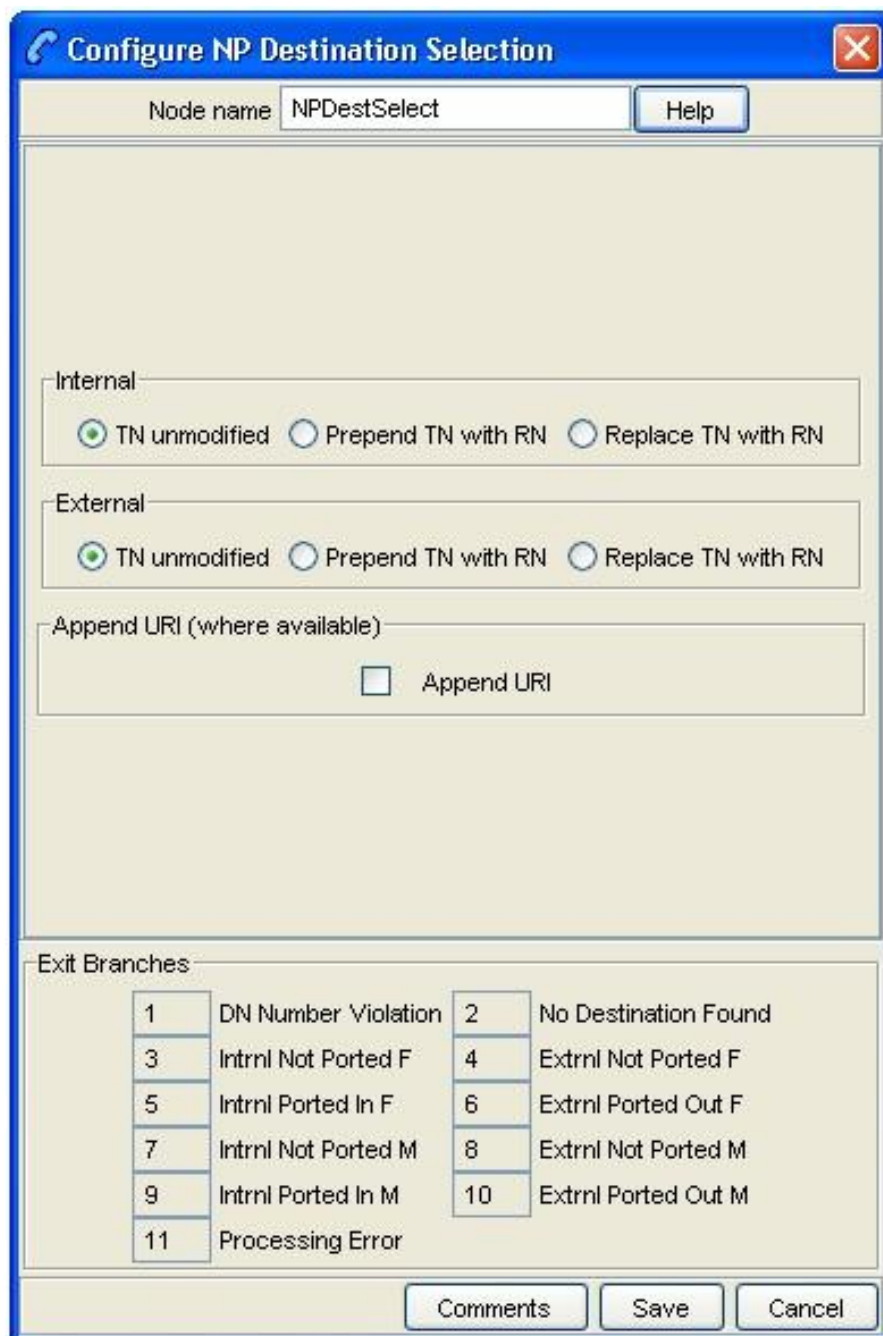 Configure NP Destination Selection
Node name NPDestSelect Help
Internal
TN unmodified Prepend TN with RN Replace TN with RN
External
TN unmodified Prepend TN with RN Replace TN with RN
Append URI (where available)
Append URI
Exit Branches
1 DN Number Violation 2 No Destination Found
3 Intrnl Not Ported F 4 Extrnl Not Ported F
5 Intrnl Ported In F 6 Extrnl Ported Out F
7 Intrnl Not Ported M 8 Extrnl Not Ported M
9 Intrnl Ported In M 10 Extrnl Ported Out M
11 Processing Error
Comments Save Cancel